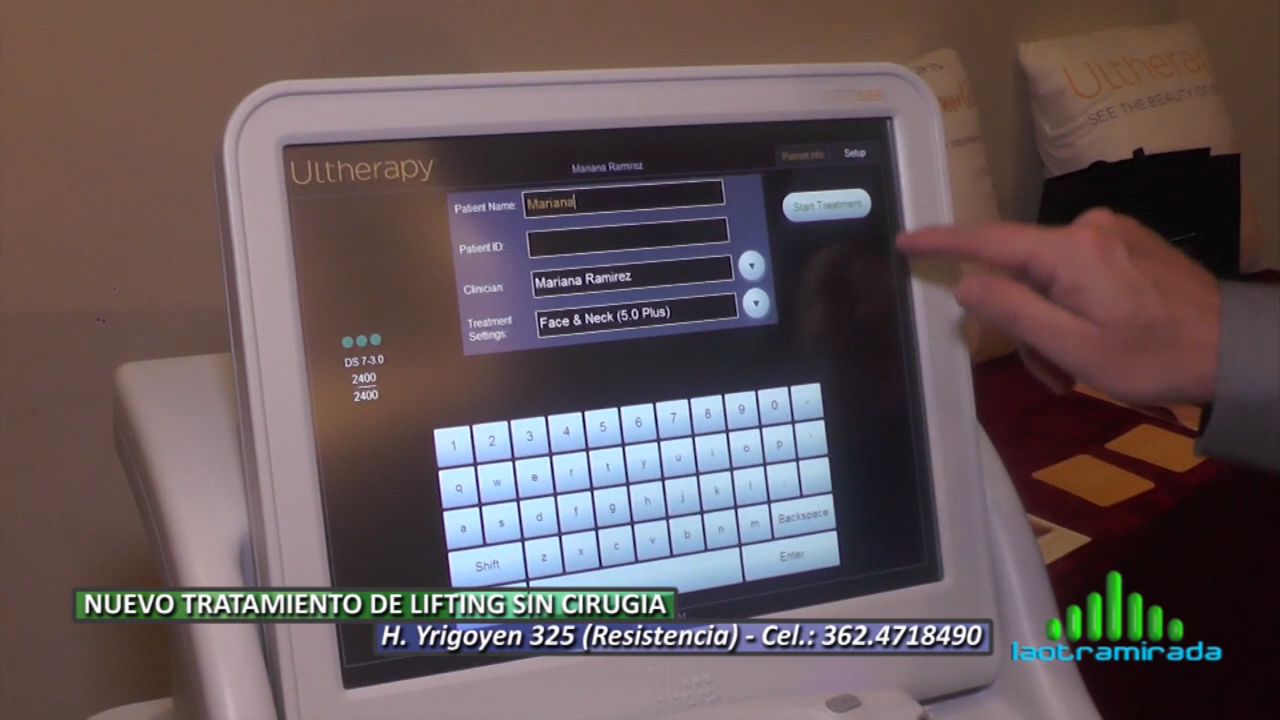 Ultherapy
SEE THE BEAUTY OF
SEE
Ultherapy
Mariana Ramirez
Patient Info
Setup
Patient Name:
Mariana
Start Treatment
Patient ID:
Clinician:
Mariana Ramirez
Treatment
Settings:
Face & Neck (5.0 Plus)
DS 7-3.0
2400
2400
1 2 3 4 5 6 7 8 9 0 -
q w e r t y u i o p '
a s d f g h j k l
Shift z x c v b n m Backspace
Enter
NUEVO TRATAMIENTO DE LIFTING SIN CIRUGIA
H. Yrigoyen 325 (Resistencia) - Cel.: 362.4718490
laotramirada